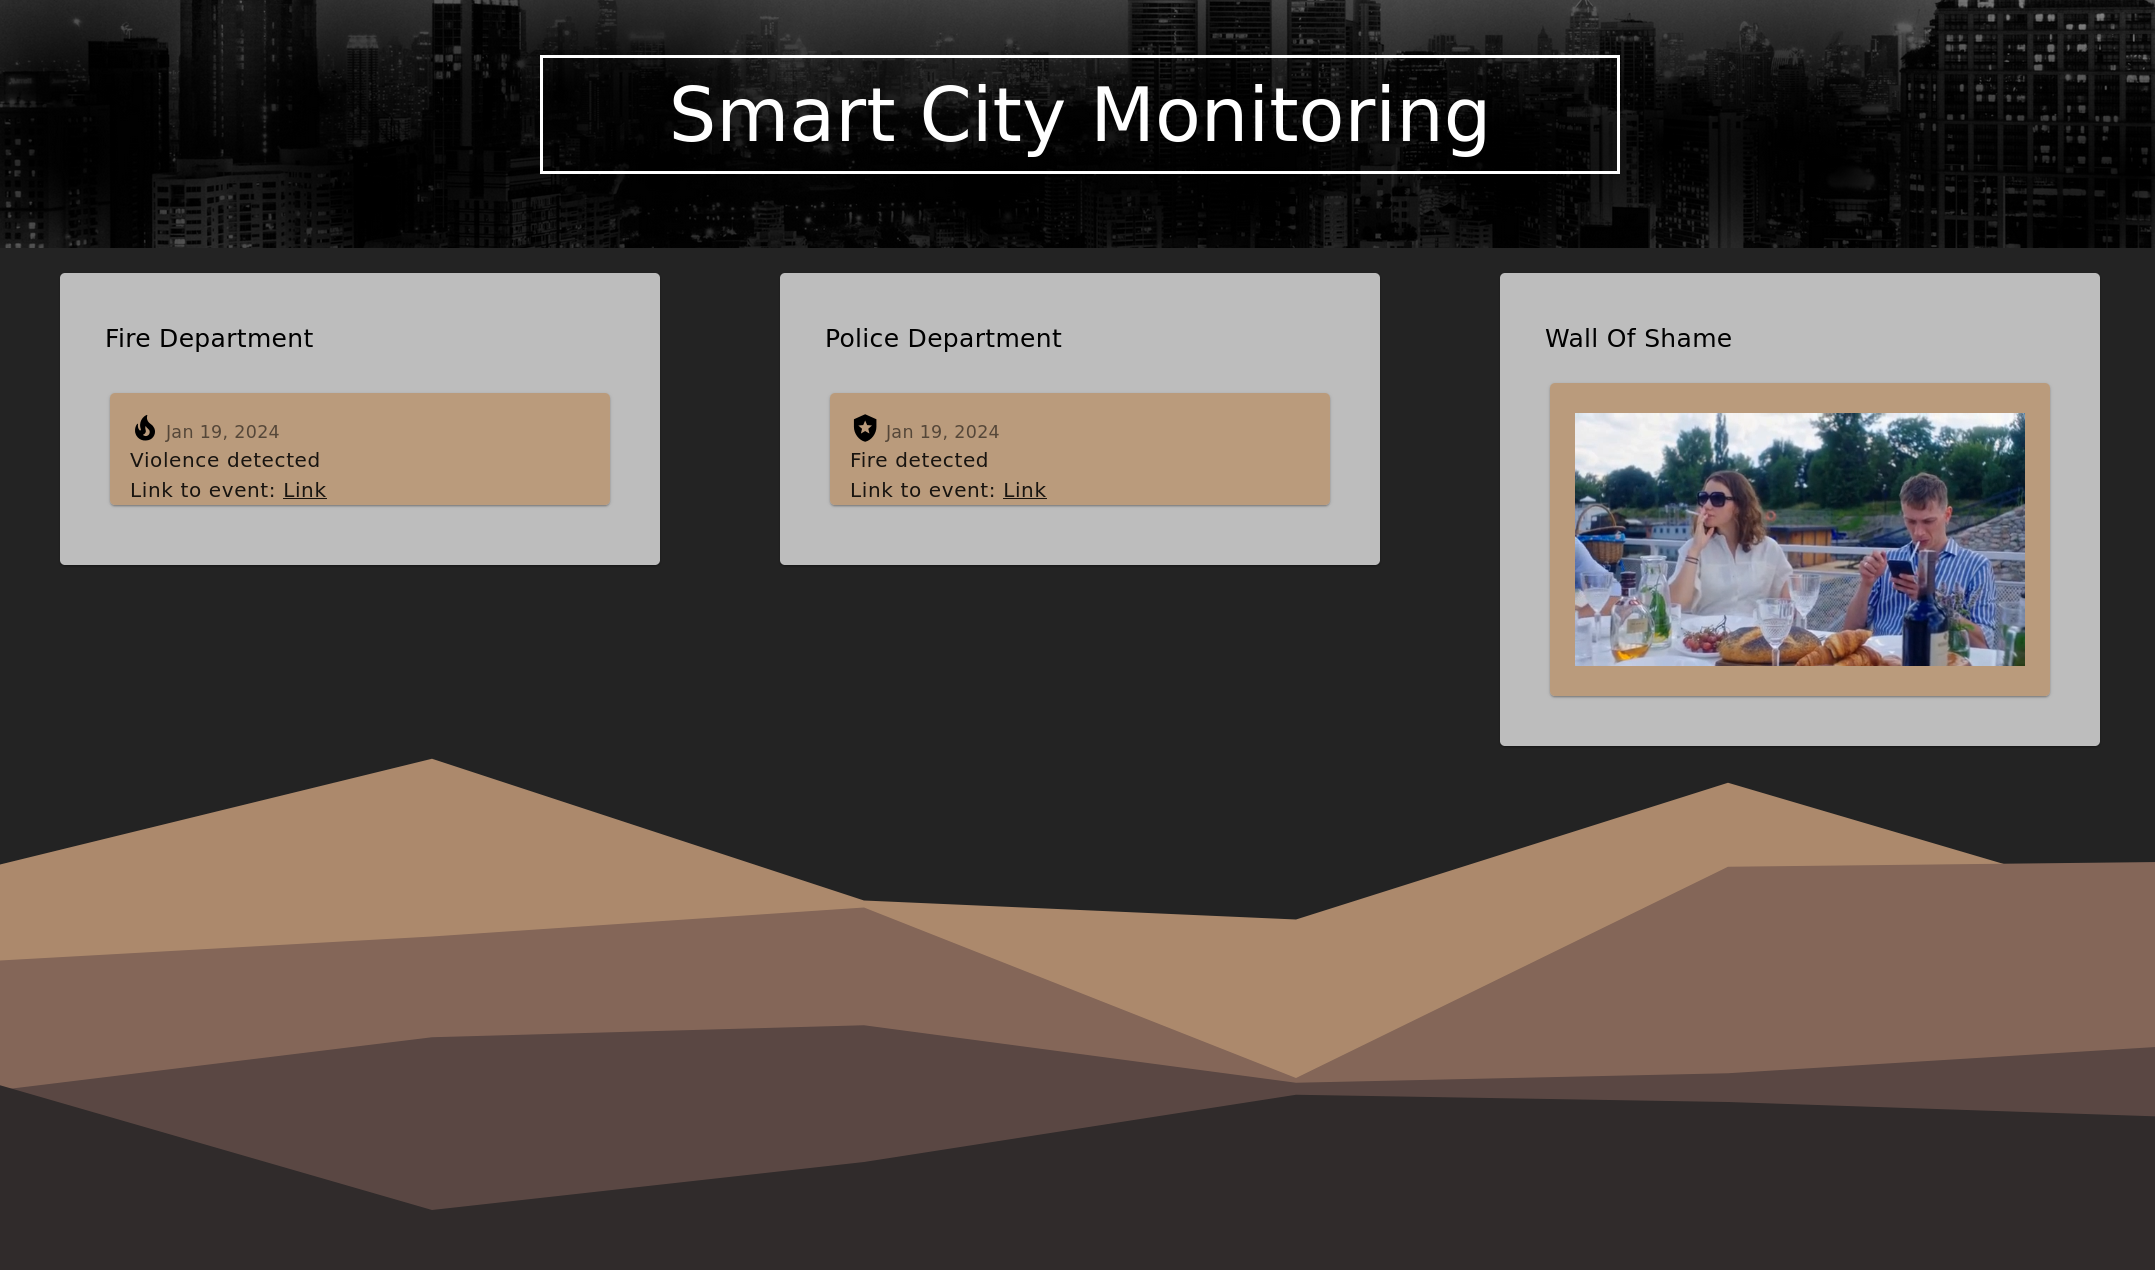 Smart City Monitoring
Fire Department
Jan 19, 2024
Violence detected
Link to event: Link
Police Department
Jan 19, 2024
Fire detected
Link to event: Link
Wall Of Shame